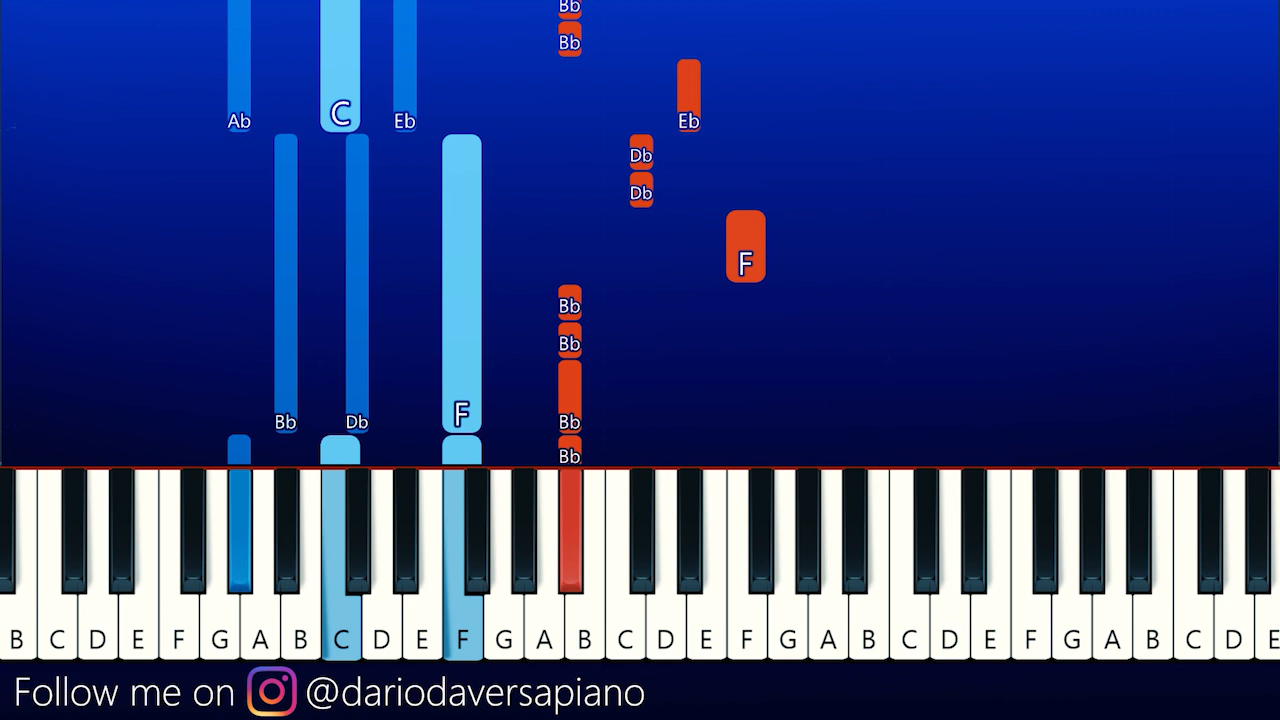 Bb
Bb
Ab C Eb Eb
Db
Db
F
Bb
Bb
Bb Db F Bb
Bb
B C D E F G A B C D E F G A B C D E F G A B C D E F G A B C D E
Follow me on @dariodaversapiano